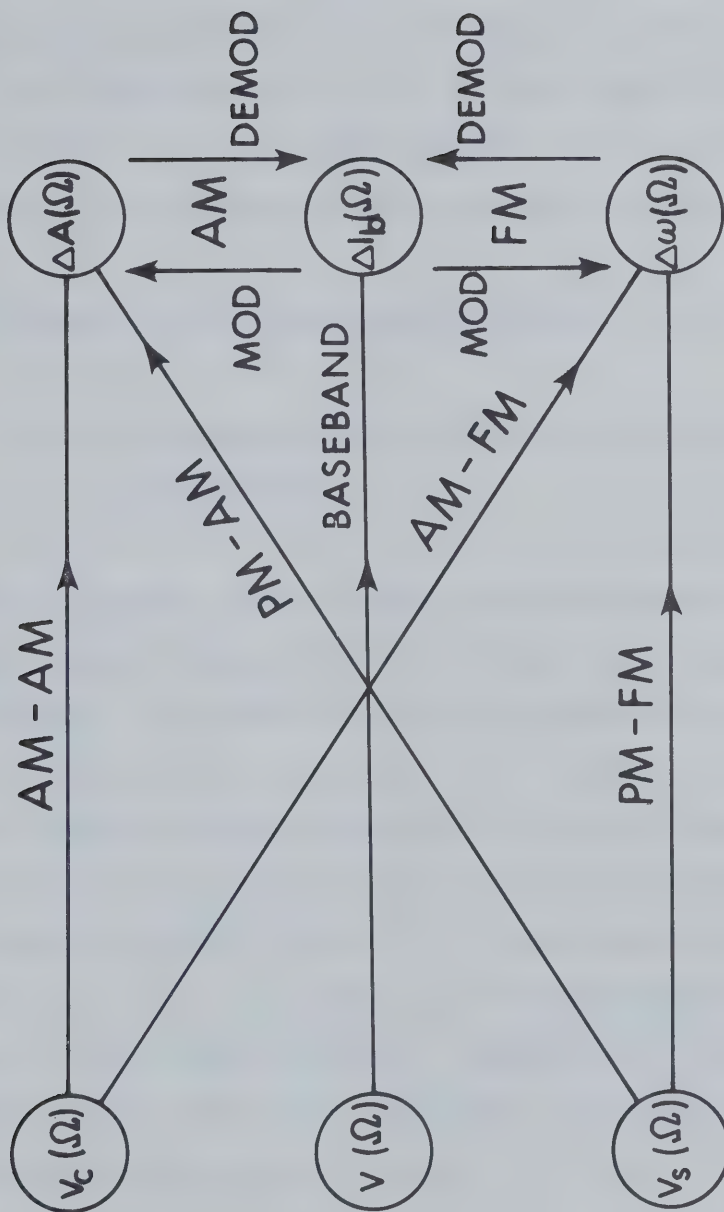 V_c (Ω)
AM - AM
ΔA(Ω)
MOD
AM
DEMOD
PM - AM
V (Ω)
BASEBAND
ΔI_b(Ω)
AM - FM
MOD
FM
DEMOD
V_s (Ω)
PM - FM
Δω(Ω)